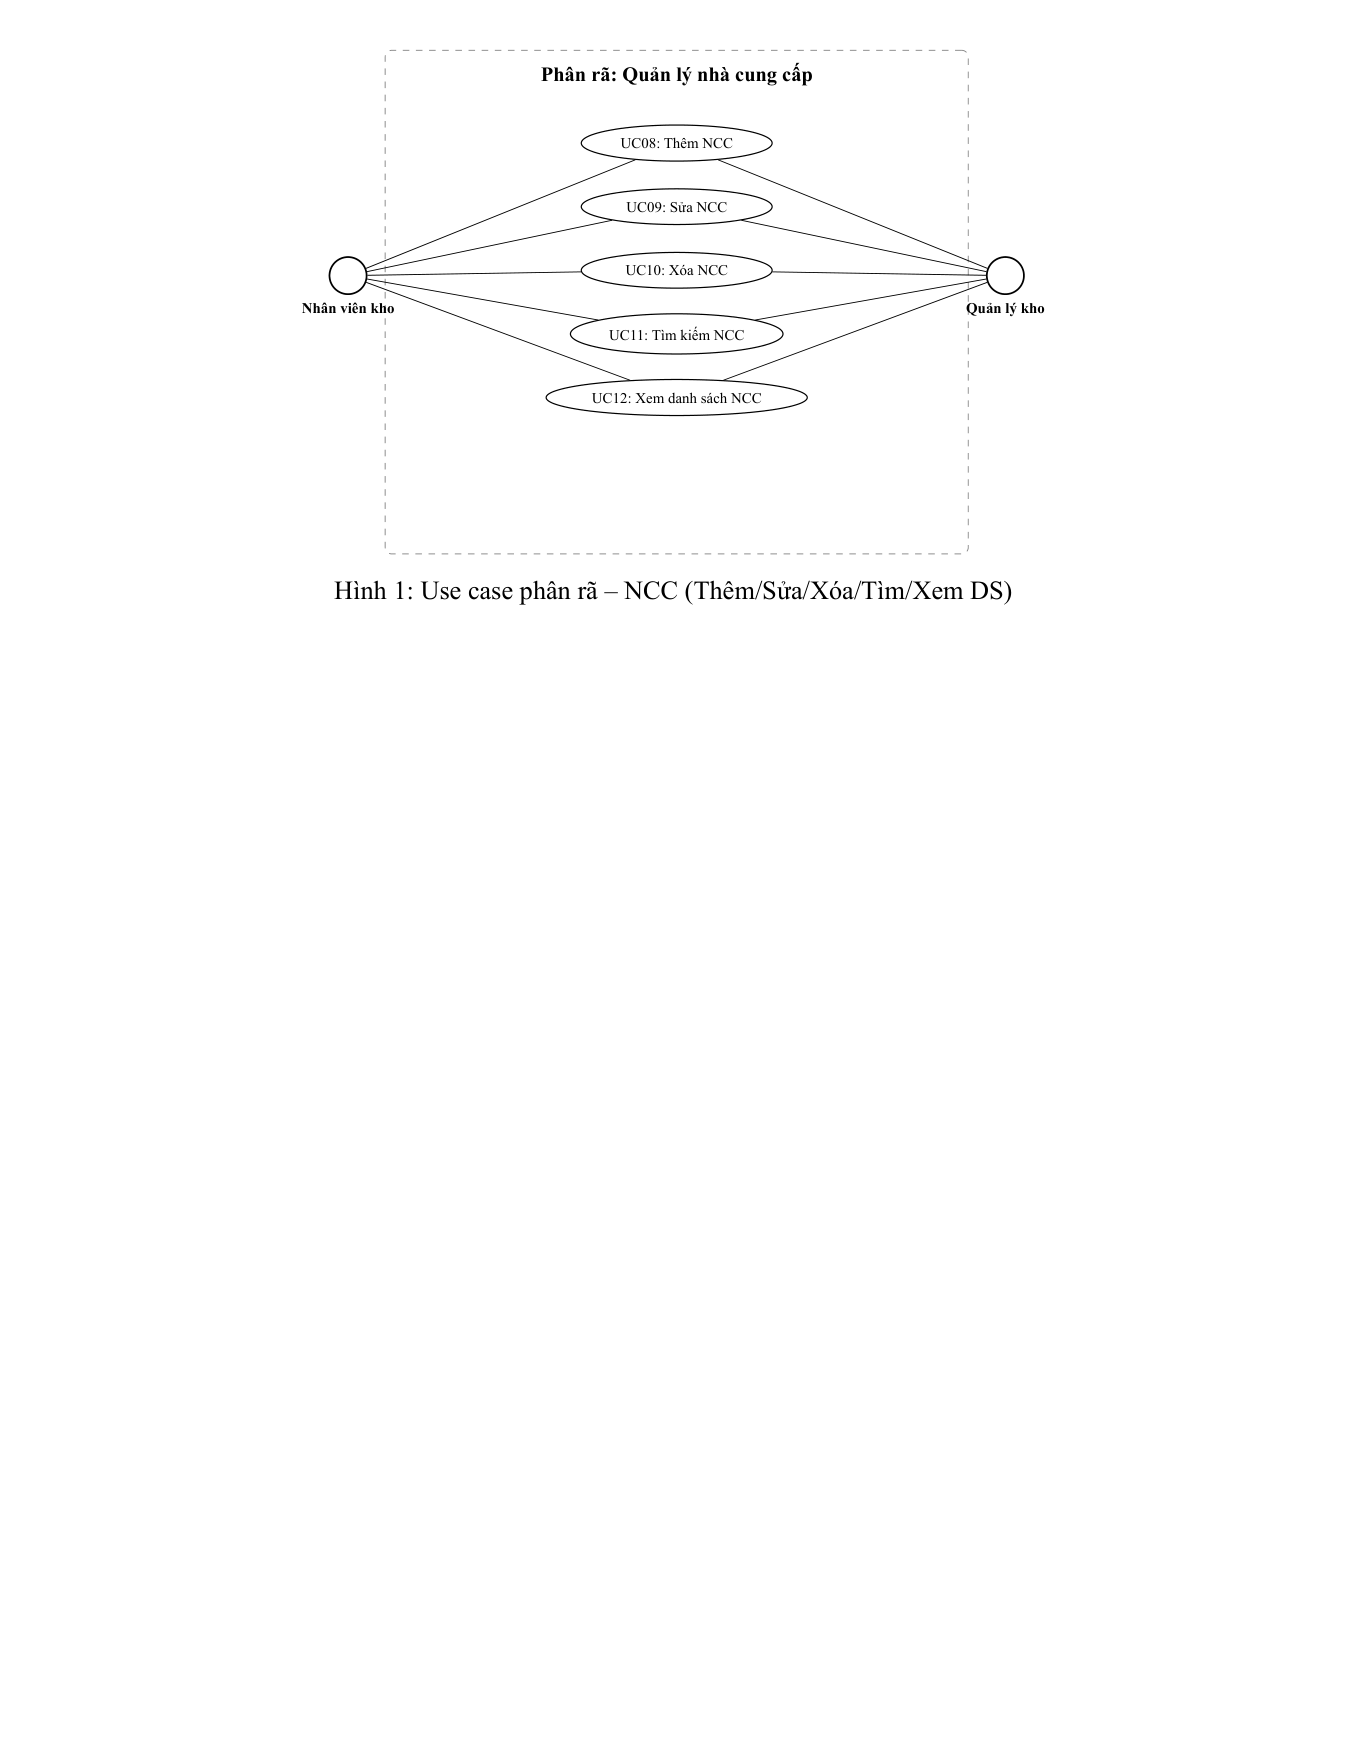 Phân rã: Quản lý nhà cung cấp
UC08: Thêm NCC
UC09: Sửa NCC
UC10: Xóa NCC
Nhân viên kho
Quản lý kho
UC11: Tìm kiếm NCC
UC12: Xem danh sách NCC
Hình 1: Use case phân rã – NCC (Thêm/Sửa/Xóa/Tìm/Xem DS)